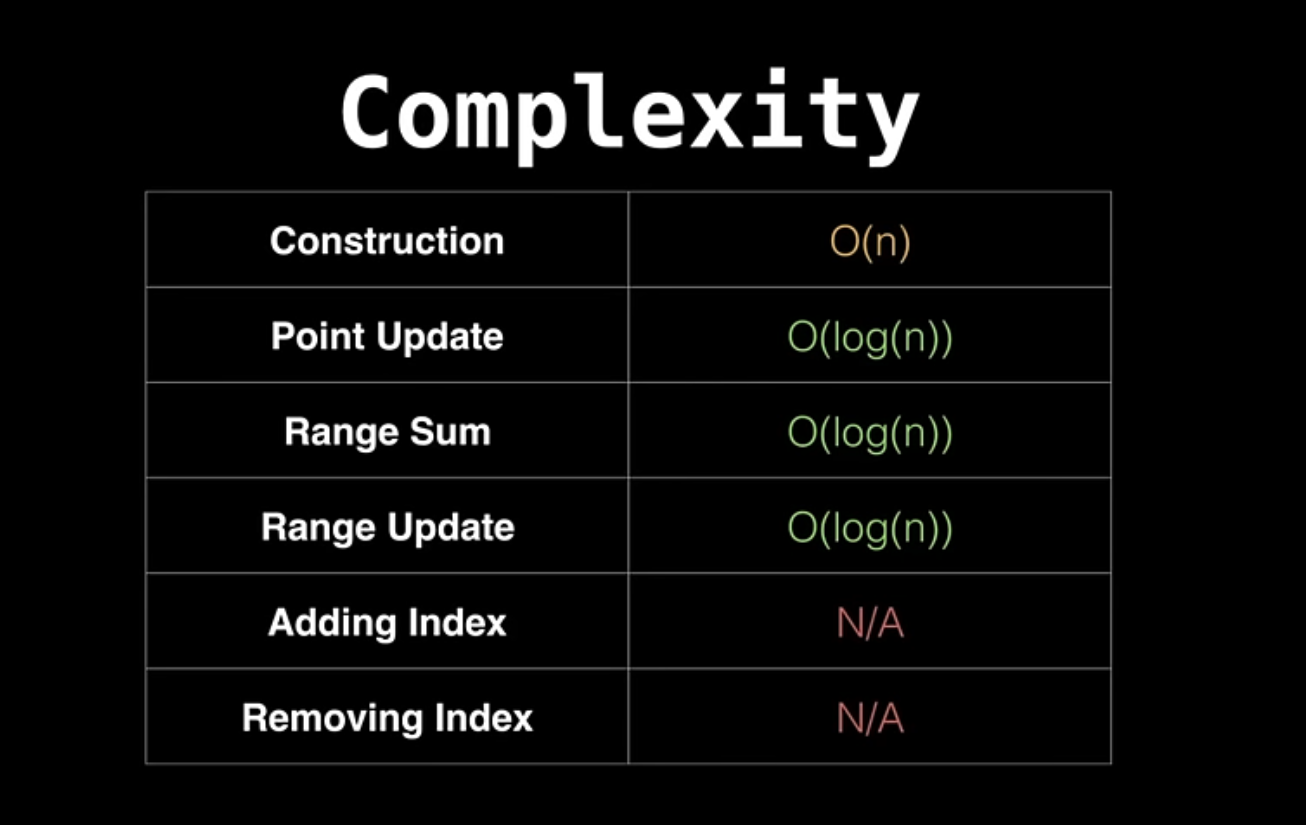 Complexity
Construction O(n)
Point Update O(log(n))
Range Sum O(log(n))
Range Update O(log(n))
Adding Index N/A
Removing Index N/A